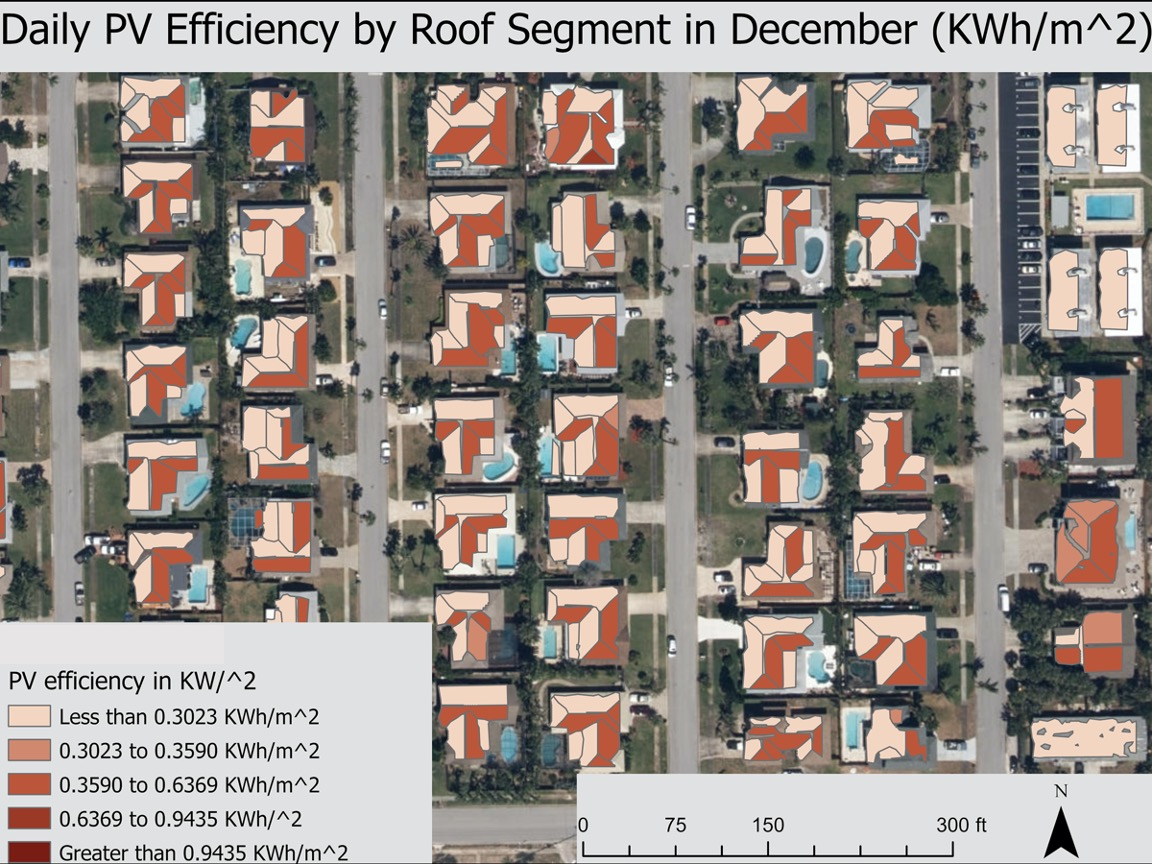 Daily PV Efficiency by Roof Segment in December (KWh/m^2)
PV efficiency in KW/^2
Less than 0.3023 KWh/m^2
0.3023 to 0.3590 KWh/m^2
0.3590 to 0.6369 KWh/m^2
0.6369 to 0.9435 KWh/^2
Greater than 0.9435 KWh/m^2
0 75 150 300 ft
N